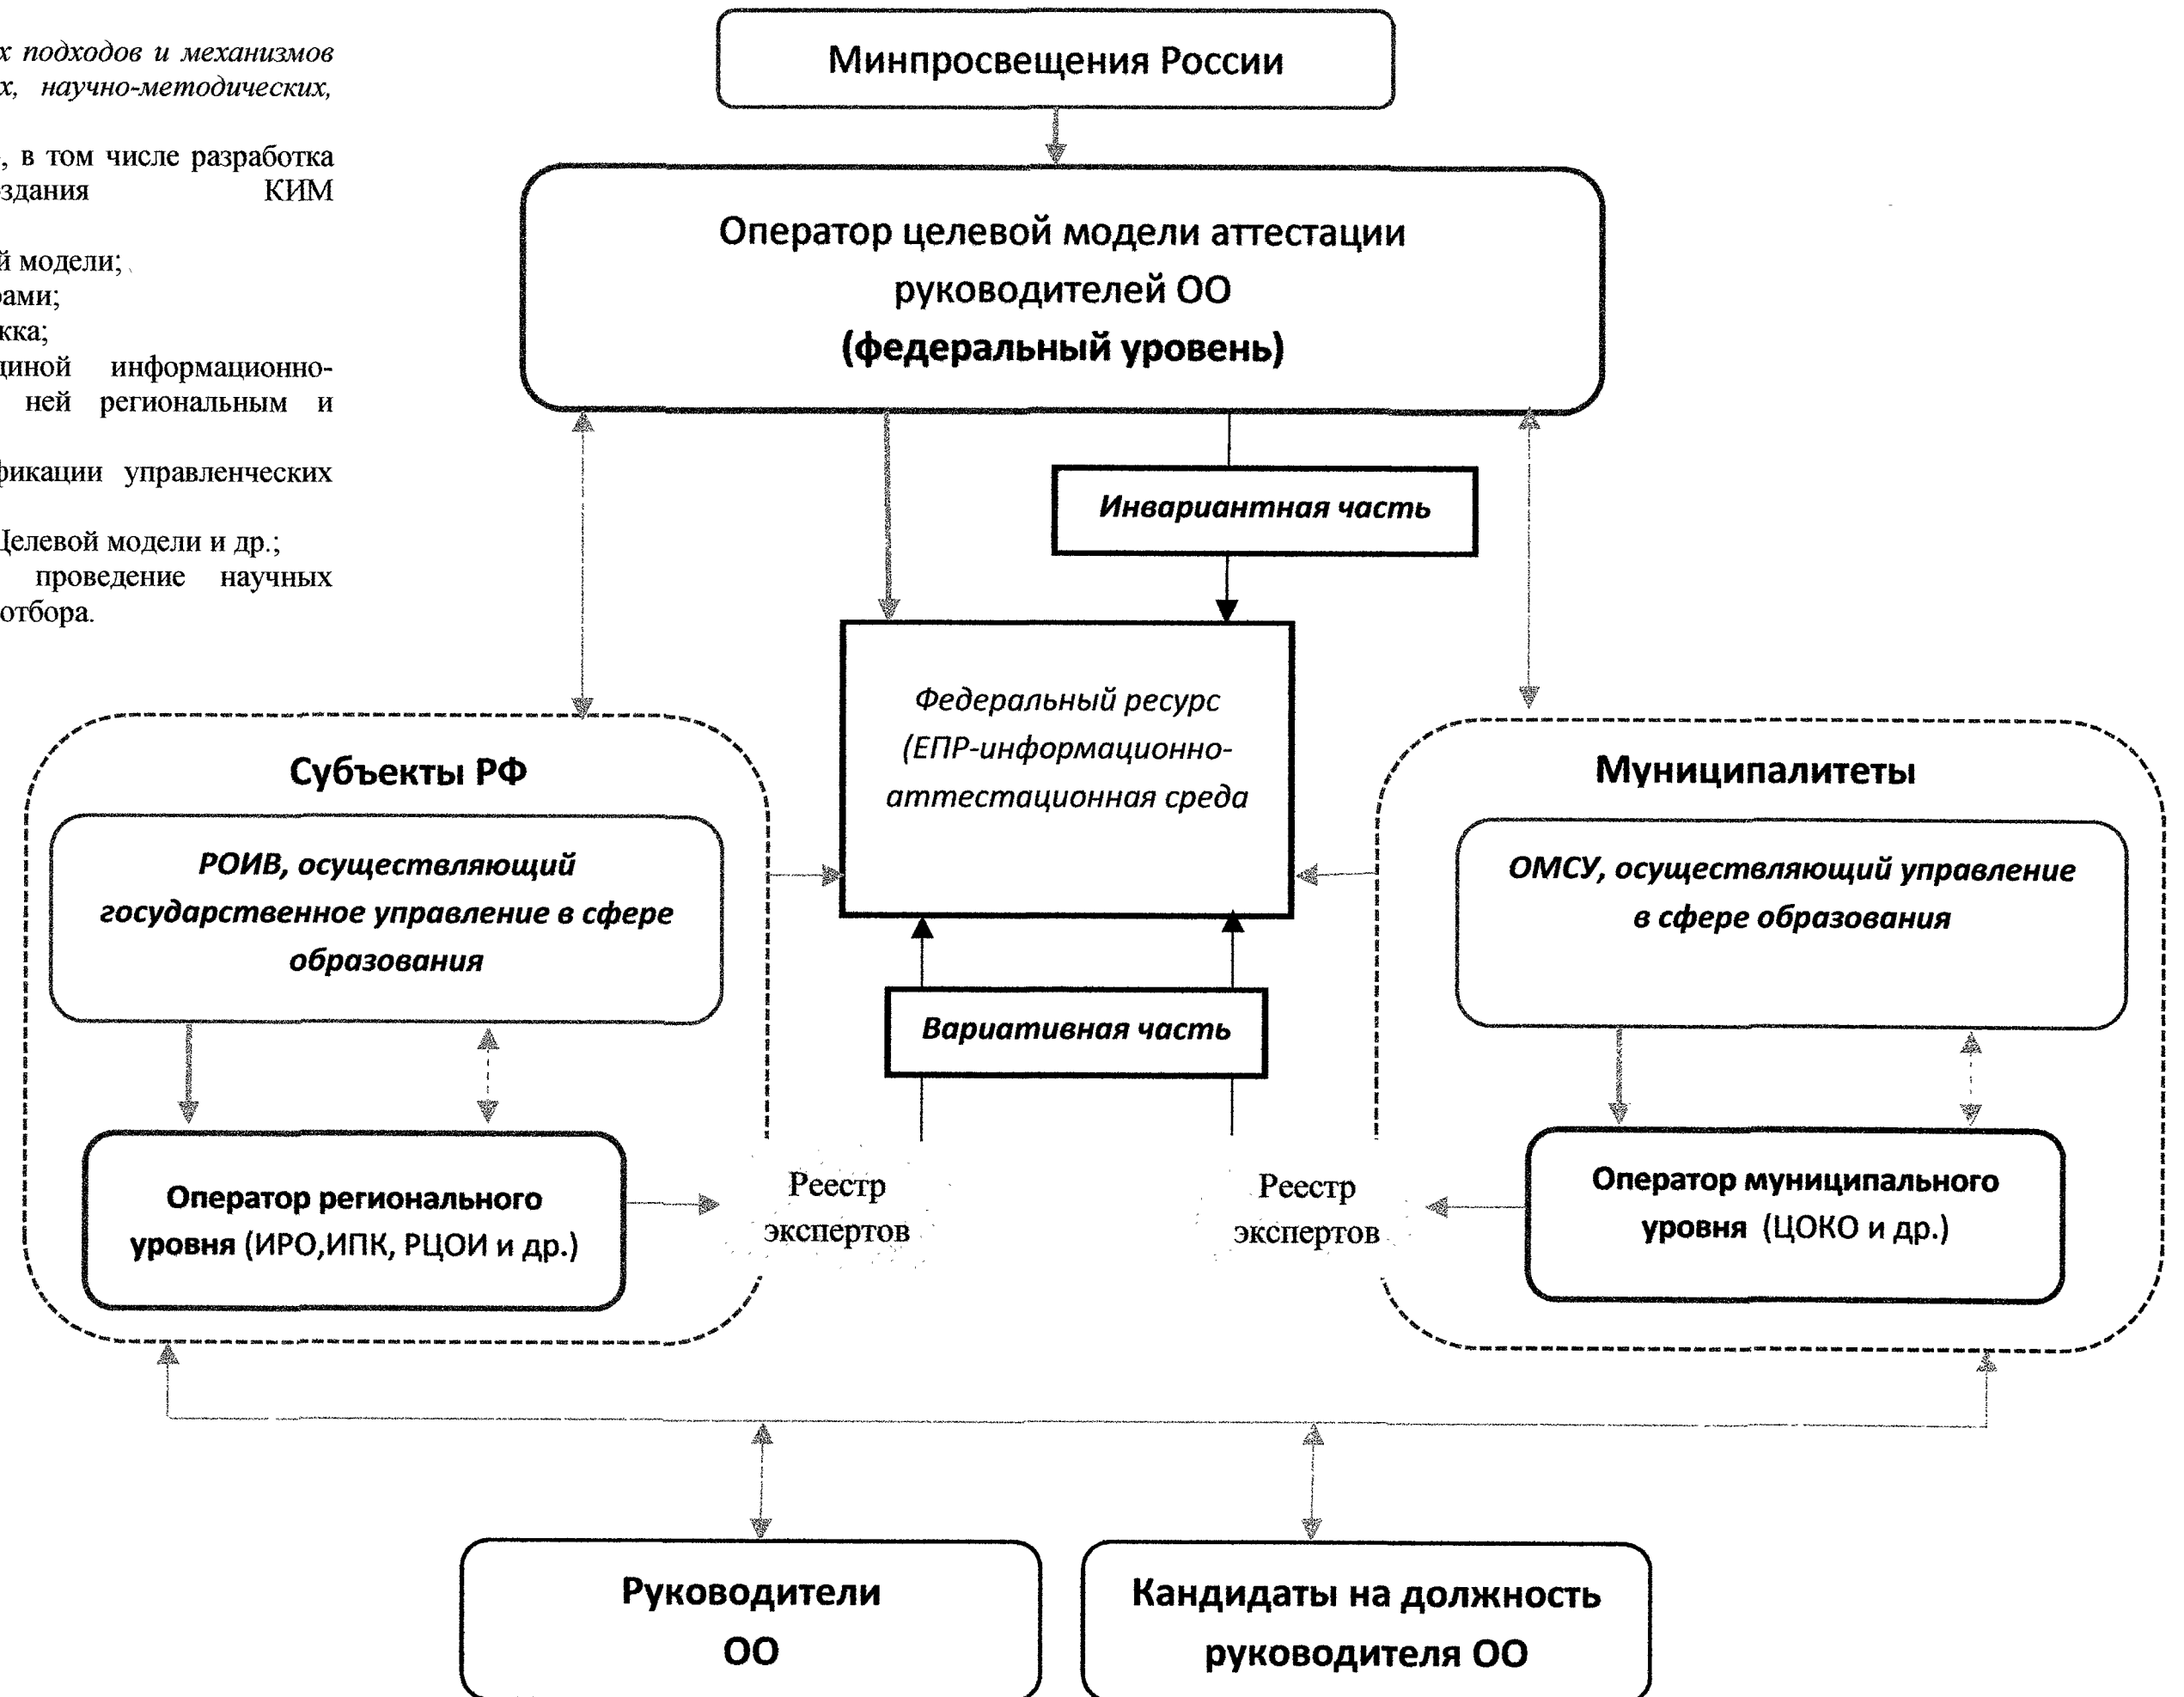 х подходов и механизмов
х, научно-методических,
, в том числе разработка
здания КИМ
й модели;
рами;
кка;
диной информационно-
ней региональным и
фикации управленческих
Целевой модели и др.;
проведение научных
отбора.
Минпросвещения России
Оператор целевой модели аттестации
руководителей ОО
(федеральный уровень)
Инвариантная часть
Федеральный ресурс
(ЕПР-информационно-
аттестационная среда
Субъекты РФ
РОИВ, осуществляющий
государственное управление в сфере
образования
Оператор регионального
уровня (ИРО,ИПК, РЦОИ и др.)
Муниципалитеты
ОМСУ, осуществляющий управление
в сфере образования
Оператор муниципального
уровня (ЦОКО и др.)
Вариативная часть
Реестр
экспертов
Реестр
экспертов
Руководители
ОО
Кандидаты на должность
руководителя ОО